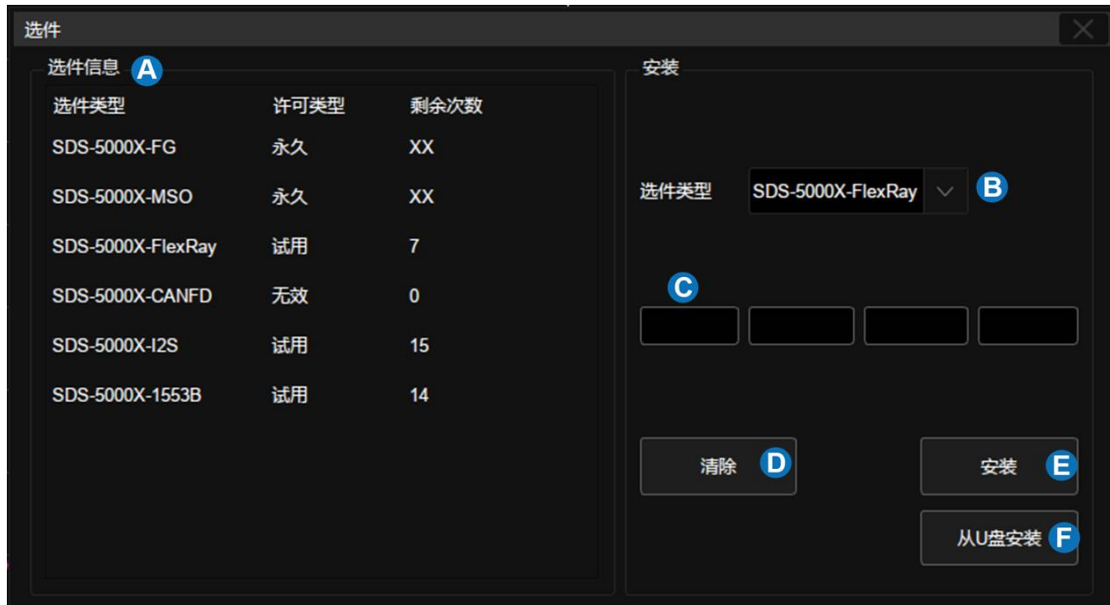 选件
选件信息 A
选件类型 许可类型 剩余次数
SDS-5000X-FG 永久 XX
SDS-5000X-MSO 永久 XX
SDS-5000X-FlexRay 试用 7
SDS-5000X-CANFD 无效 0
SDS-5000X-I2S 试用 15
SDS-5000X-1553B 试用 14
安装
选件类型 SDS-5000X-FlexRay B
C
清除 D
安装 E
从U盘安装 F